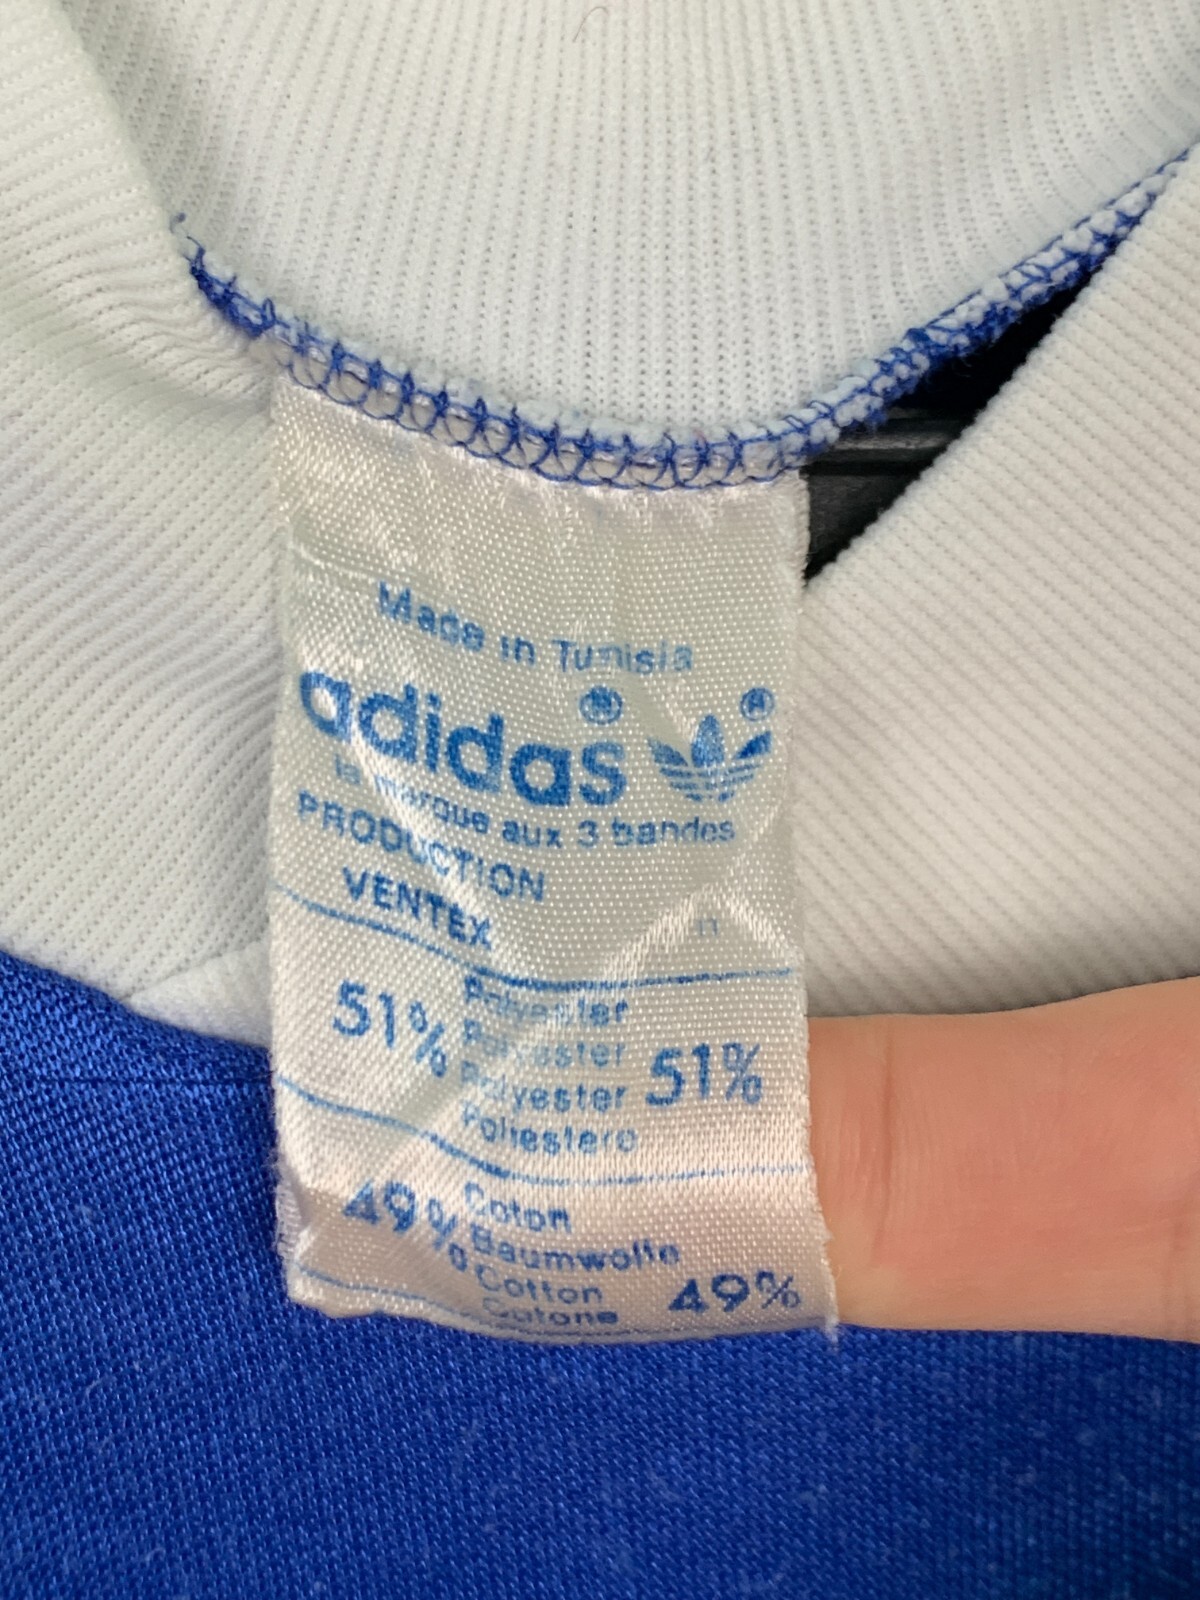 Made in Tunisia
adidas ®
®
la marque aux 3 bandes
PRODUCTION
VENTEX
51% Polyester 51%
Polyester
Polyester
Poliestere
49% Coton 49%
Baumwolle
Cotton
Cotone